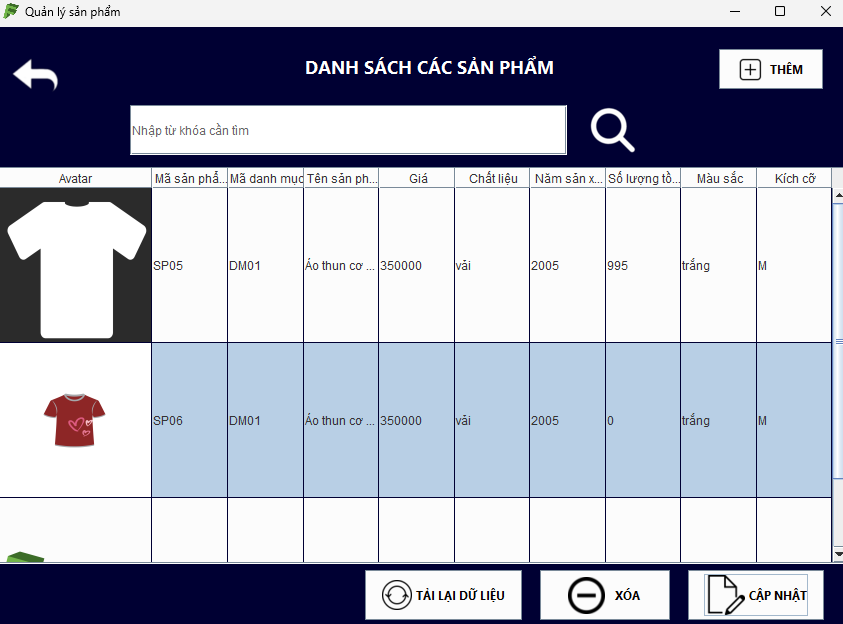 Quản lý sản phẩm
DANH SÁCH CÁC SẢN PHẨM
THÊM
Nhập từ khóa cần tìm
Avatar Mã sản phẩ... Mã danh mục Tên sản ph... Giá Chất liệu Năm sản x... Số lượng tồ... Màu sắc Kích cỡ
SP05 DM01 Áo thun cơ ... 350000 vải 2005 995 trắng M
SP06 DM01 Áo thun cơ ... 350000 vải 2005 0 trắng M
TẢI LẠI DỮ LIỆU XÓA CẬP NHẬT